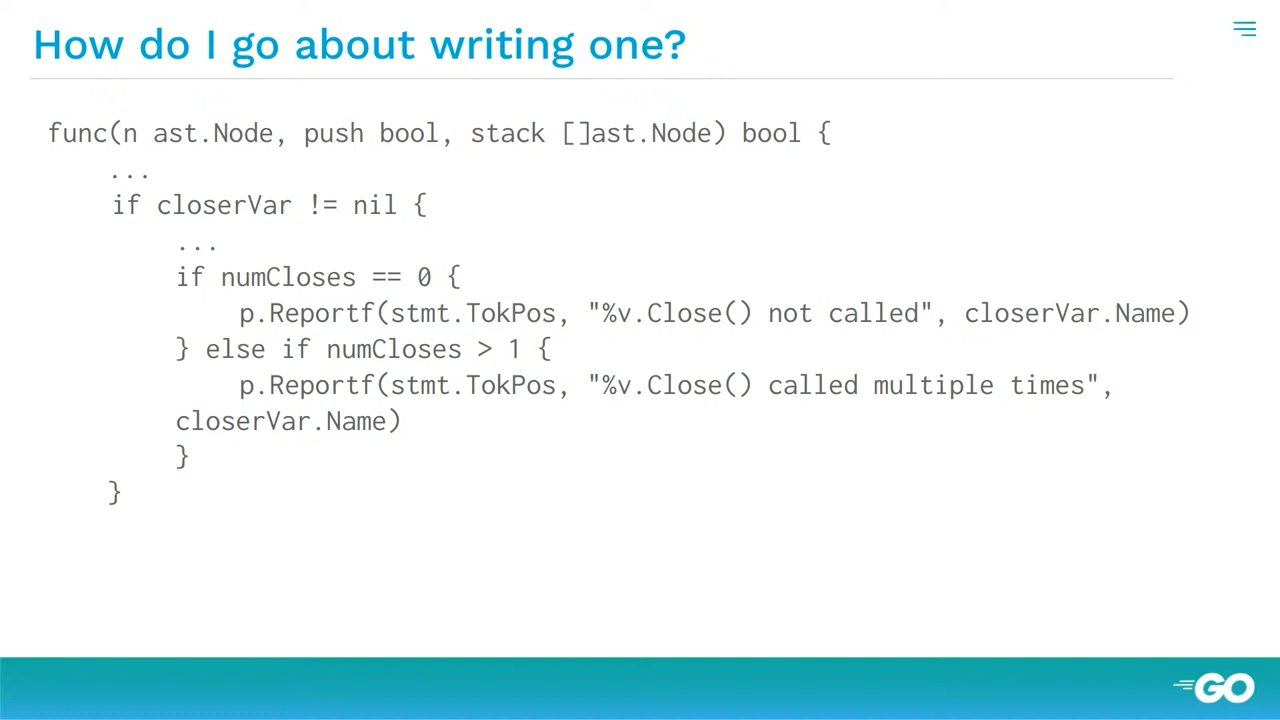 How do I go about writing one?
func(n ast.Node, push bool, stack []ast.Node) bool {
...
if closerVar != nil {
...
if numCloses == 0 {
p.Reportf(stmt.TokPos, "%v.Close() not called", closerVar.Name)
} else if numCloses > 1 {
p.Reportf(stmt.TokPos, "%v.Close() called multiple times",
closerVar.Name)
}
}
GO